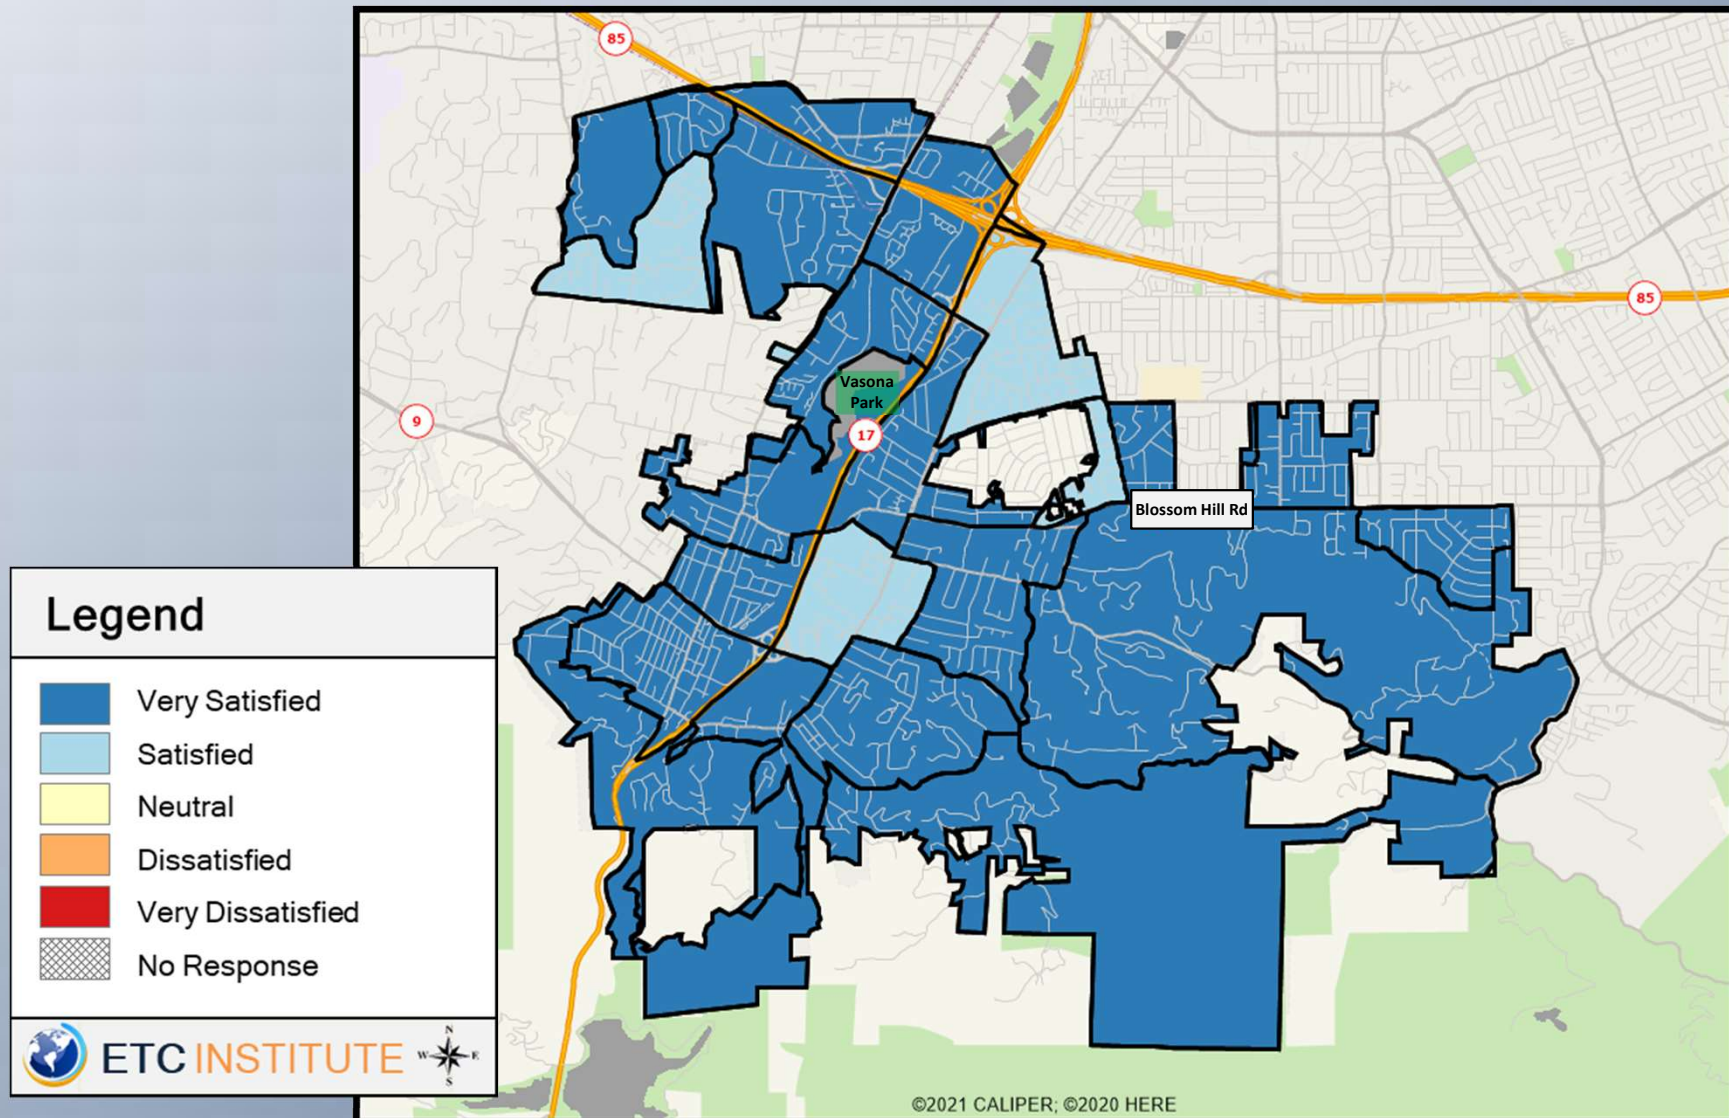 85
85
Vasona
Park
9
17
Blossom Hill Rd
Legend
Very Satisfied
Satisfied
Neutral
Dissatisfied
Very Dissatisfied
No Response
ETC INSTITUTE
N
W E
S
©2021 CALIPER; ©2020 HERE